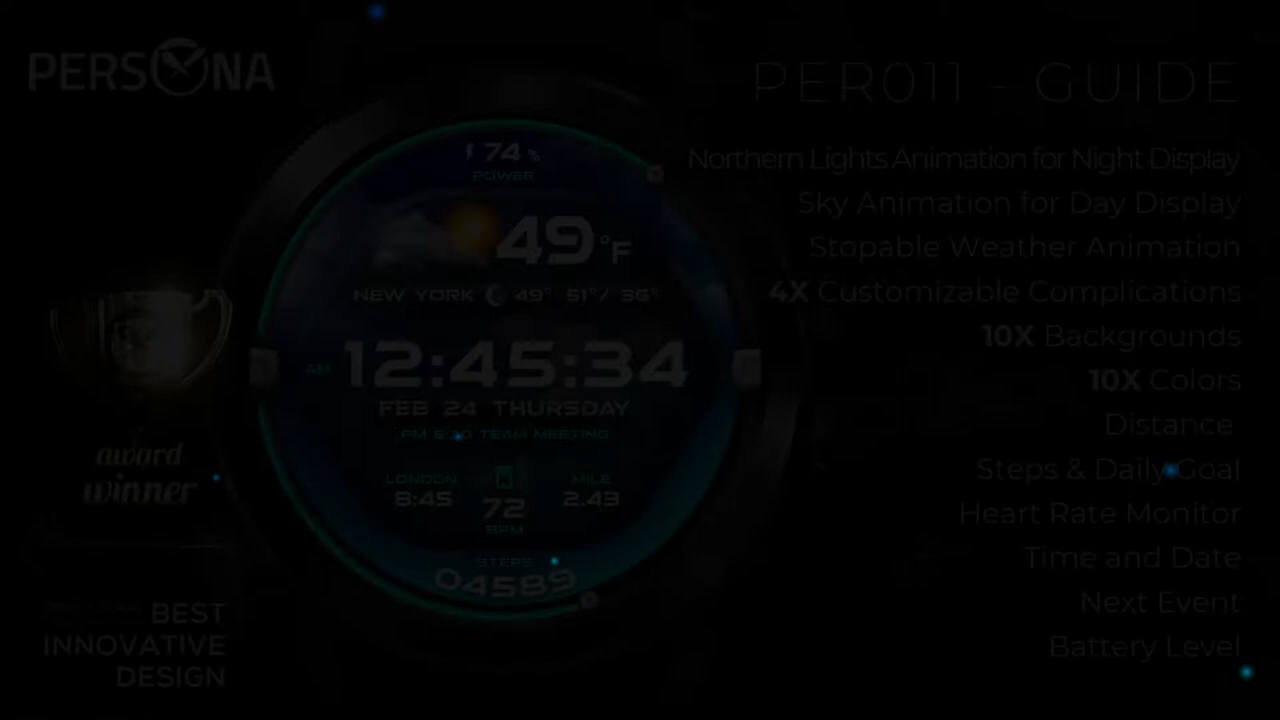 PERSONA
PER011 - GUIDE
Northern Lights Animation for Night Display
Sky Animation for Day Display
Stopable Weather Animation
4X Customizable Complications
10X Backgrounds
10X Colors
Distance
Steps & Daily Goal
Heart Rate Monitor
Time and Date
Next Event
Battery Level
74 %
POWER
49°F
NEW YORK 49° 51°/ 36°
AM 12:45:34
FEB 24 THURSDAY
PM 6:30 TEAM MEETING
LONDON
8:45
72
BPM
MILE
2.43
STEPS
04589
award
winner
BEST
INNOVATIVE
DESIGN